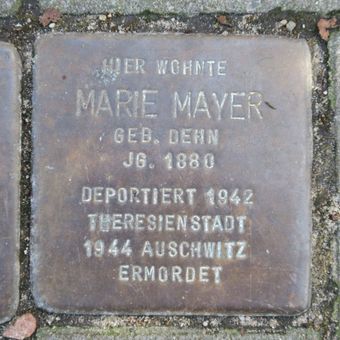 HIER WOHNTE
MARIE MAYER
GEB. DEHN
JG. 1880
DEPORTIERT 1942
THERESIENSTADT
1944 AUSCHWITZ
ERMORDET